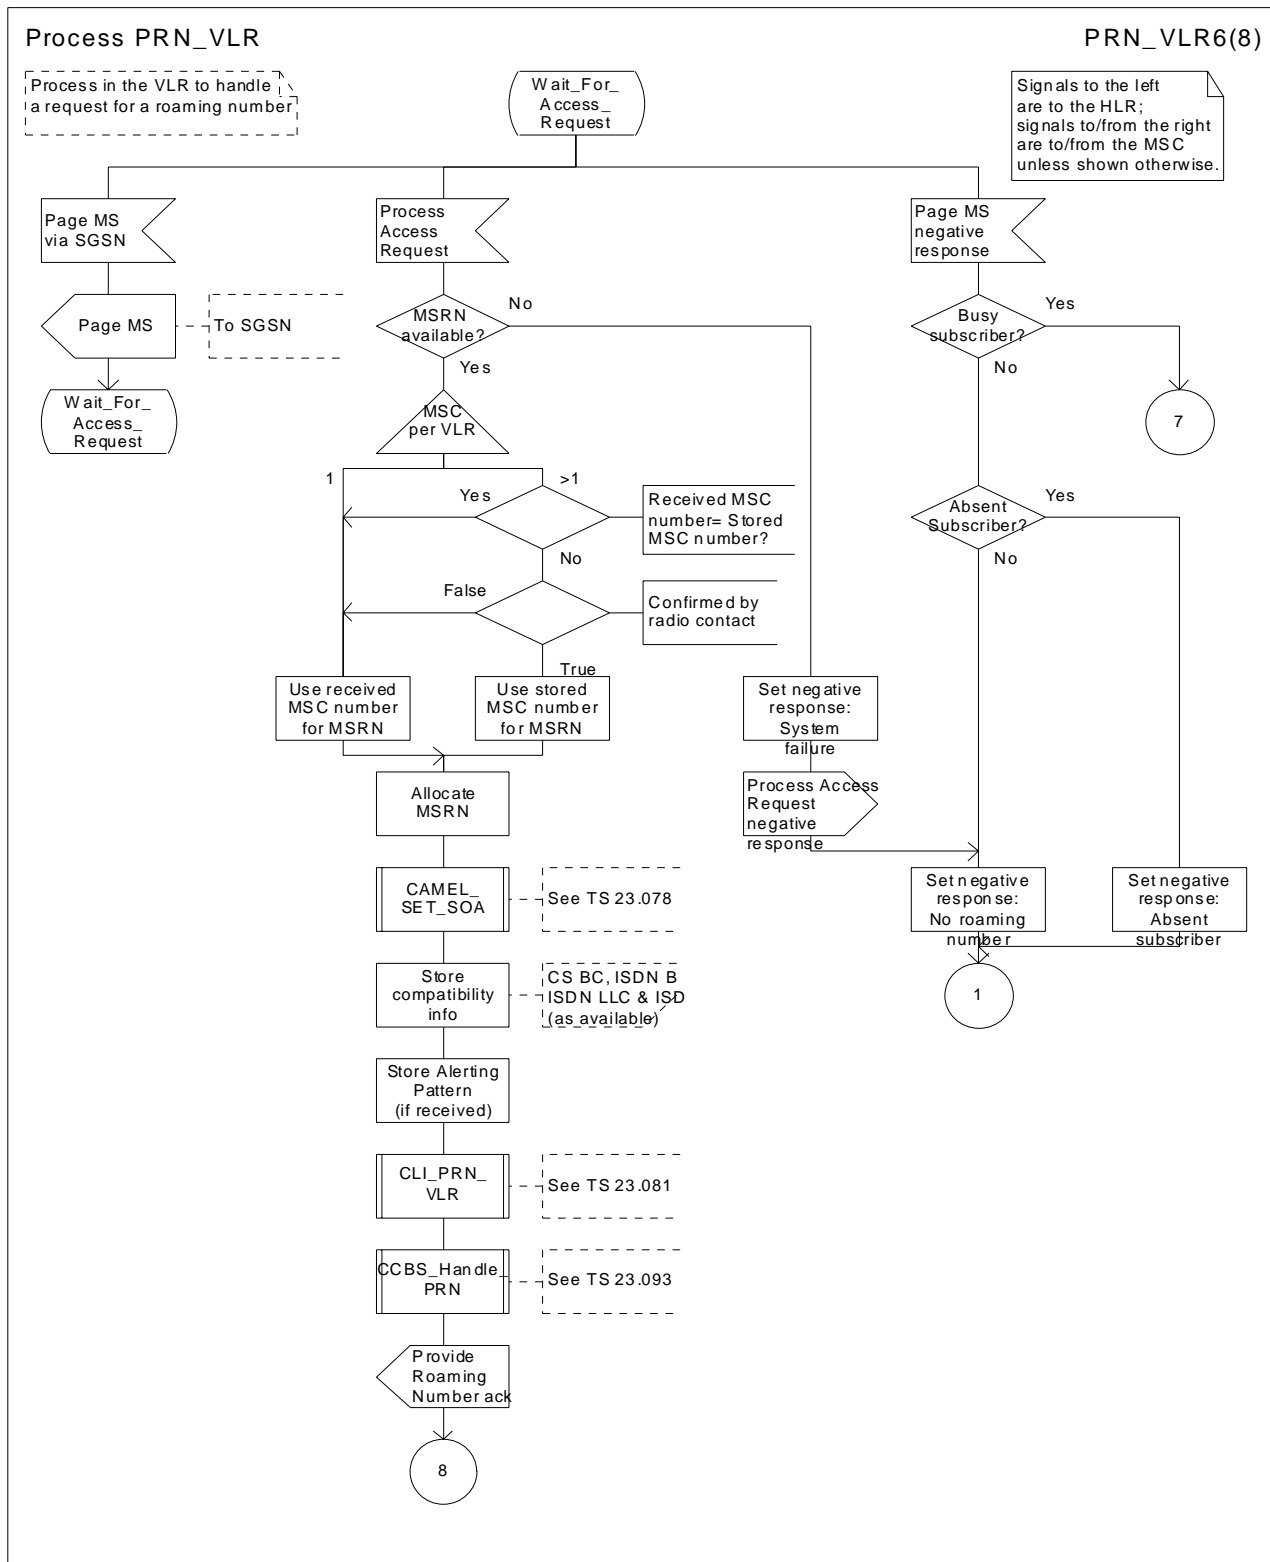 Process PRN_VLR
PRN_VLR6(8)
Process in the VLR to handle
a request for a roaming number
Wait_For_
Access_
Request
Signals to the left
are to the HLR;
signals to/from the right
are to/from the MSC
unless shown otherwise.
Page MS
via SGSN
Process
Access
Request
Page MS
negative
response
Page MS
To SGSN
MSRN
available?
No
Yes
Busy
subscriber?
Yes
No
Wait_For_
Access_
Request
MSC
per VLR
7
1
>1
Yes
Received MSC
number= Stored
MSC number?
No
Absent
Subscriber?
Yes
No
False
Confirmed by
radio contact
True
Use received
MSC number
for MSRN
Use stored
MSC number
for MSRN
Set negative
response:
System
failure
Allocate
MSRN
Process Access
Request
negative
response
CAMEL_
SET_SOA
See TS 23.078
Set negative
response:
No roaming
number
Set negative
response:
Absent
subscriber
Store
compatibility
info
CS BC, ISDN B
ISDN LLC & ISD
(as available)
1
Store Alerting
Pattern
(if received)
CLI_PRN_
VLR
See TS 23.081
CCBS_Handle_
PRN
See TS 23.093
Provide
Roaming
Number ack
8